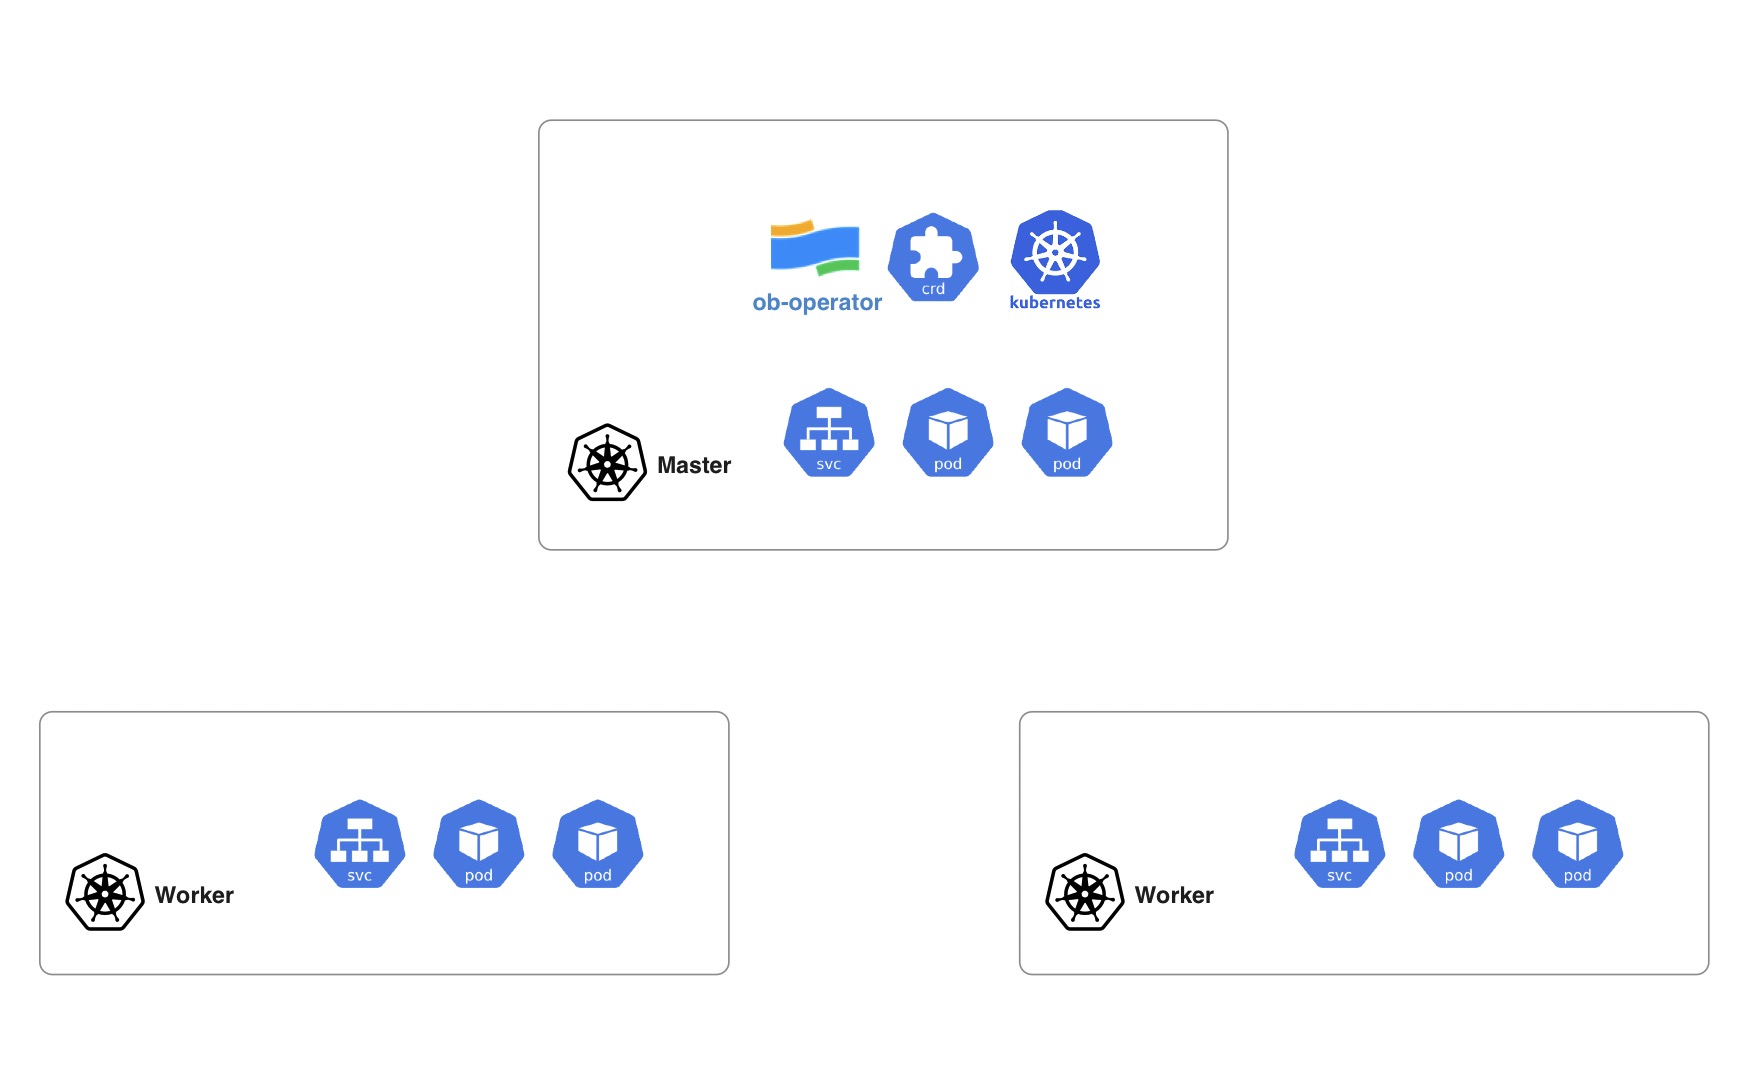 ob-operator
crd
kubernetes
Master
svc
pod
pod
Worker
svc
pod
pod
Worker
svc
pod
pod